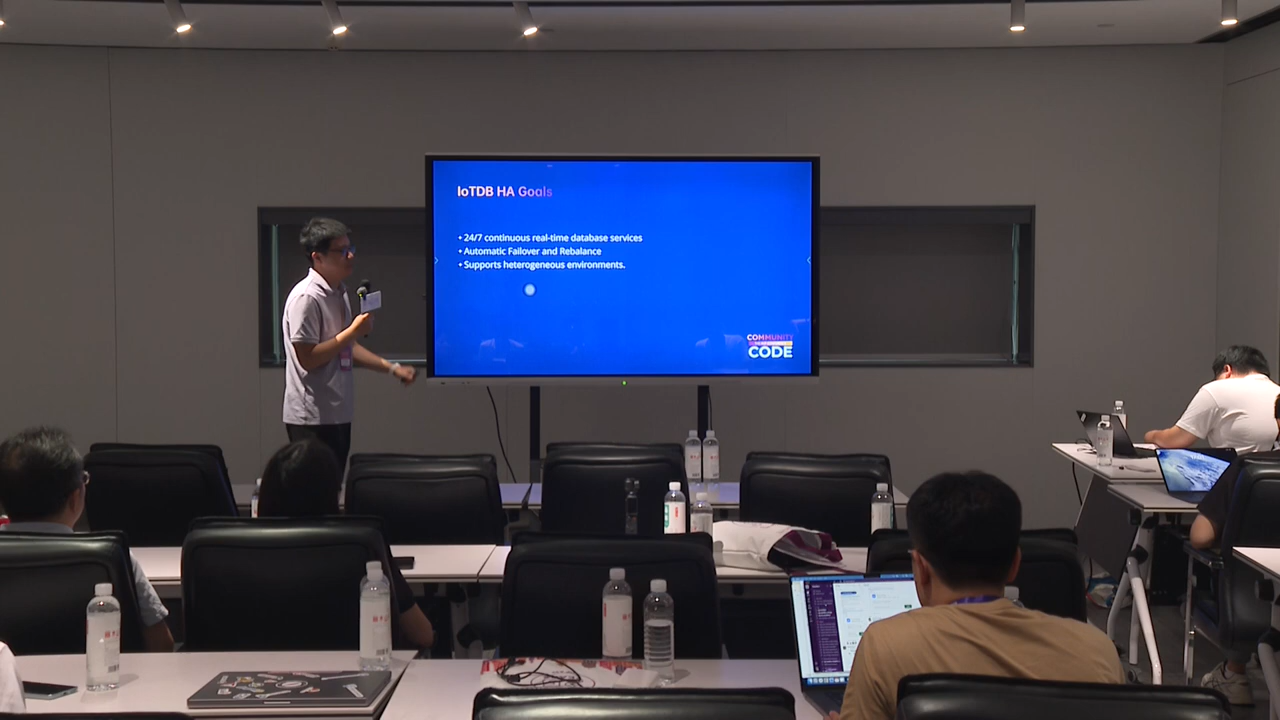 IoTDB HA Goals
• 24/7 continuous real-time database services
• Automatic Failover and Rebalance
• Supports heterogeneous environments.
COMMUNITY
CODE